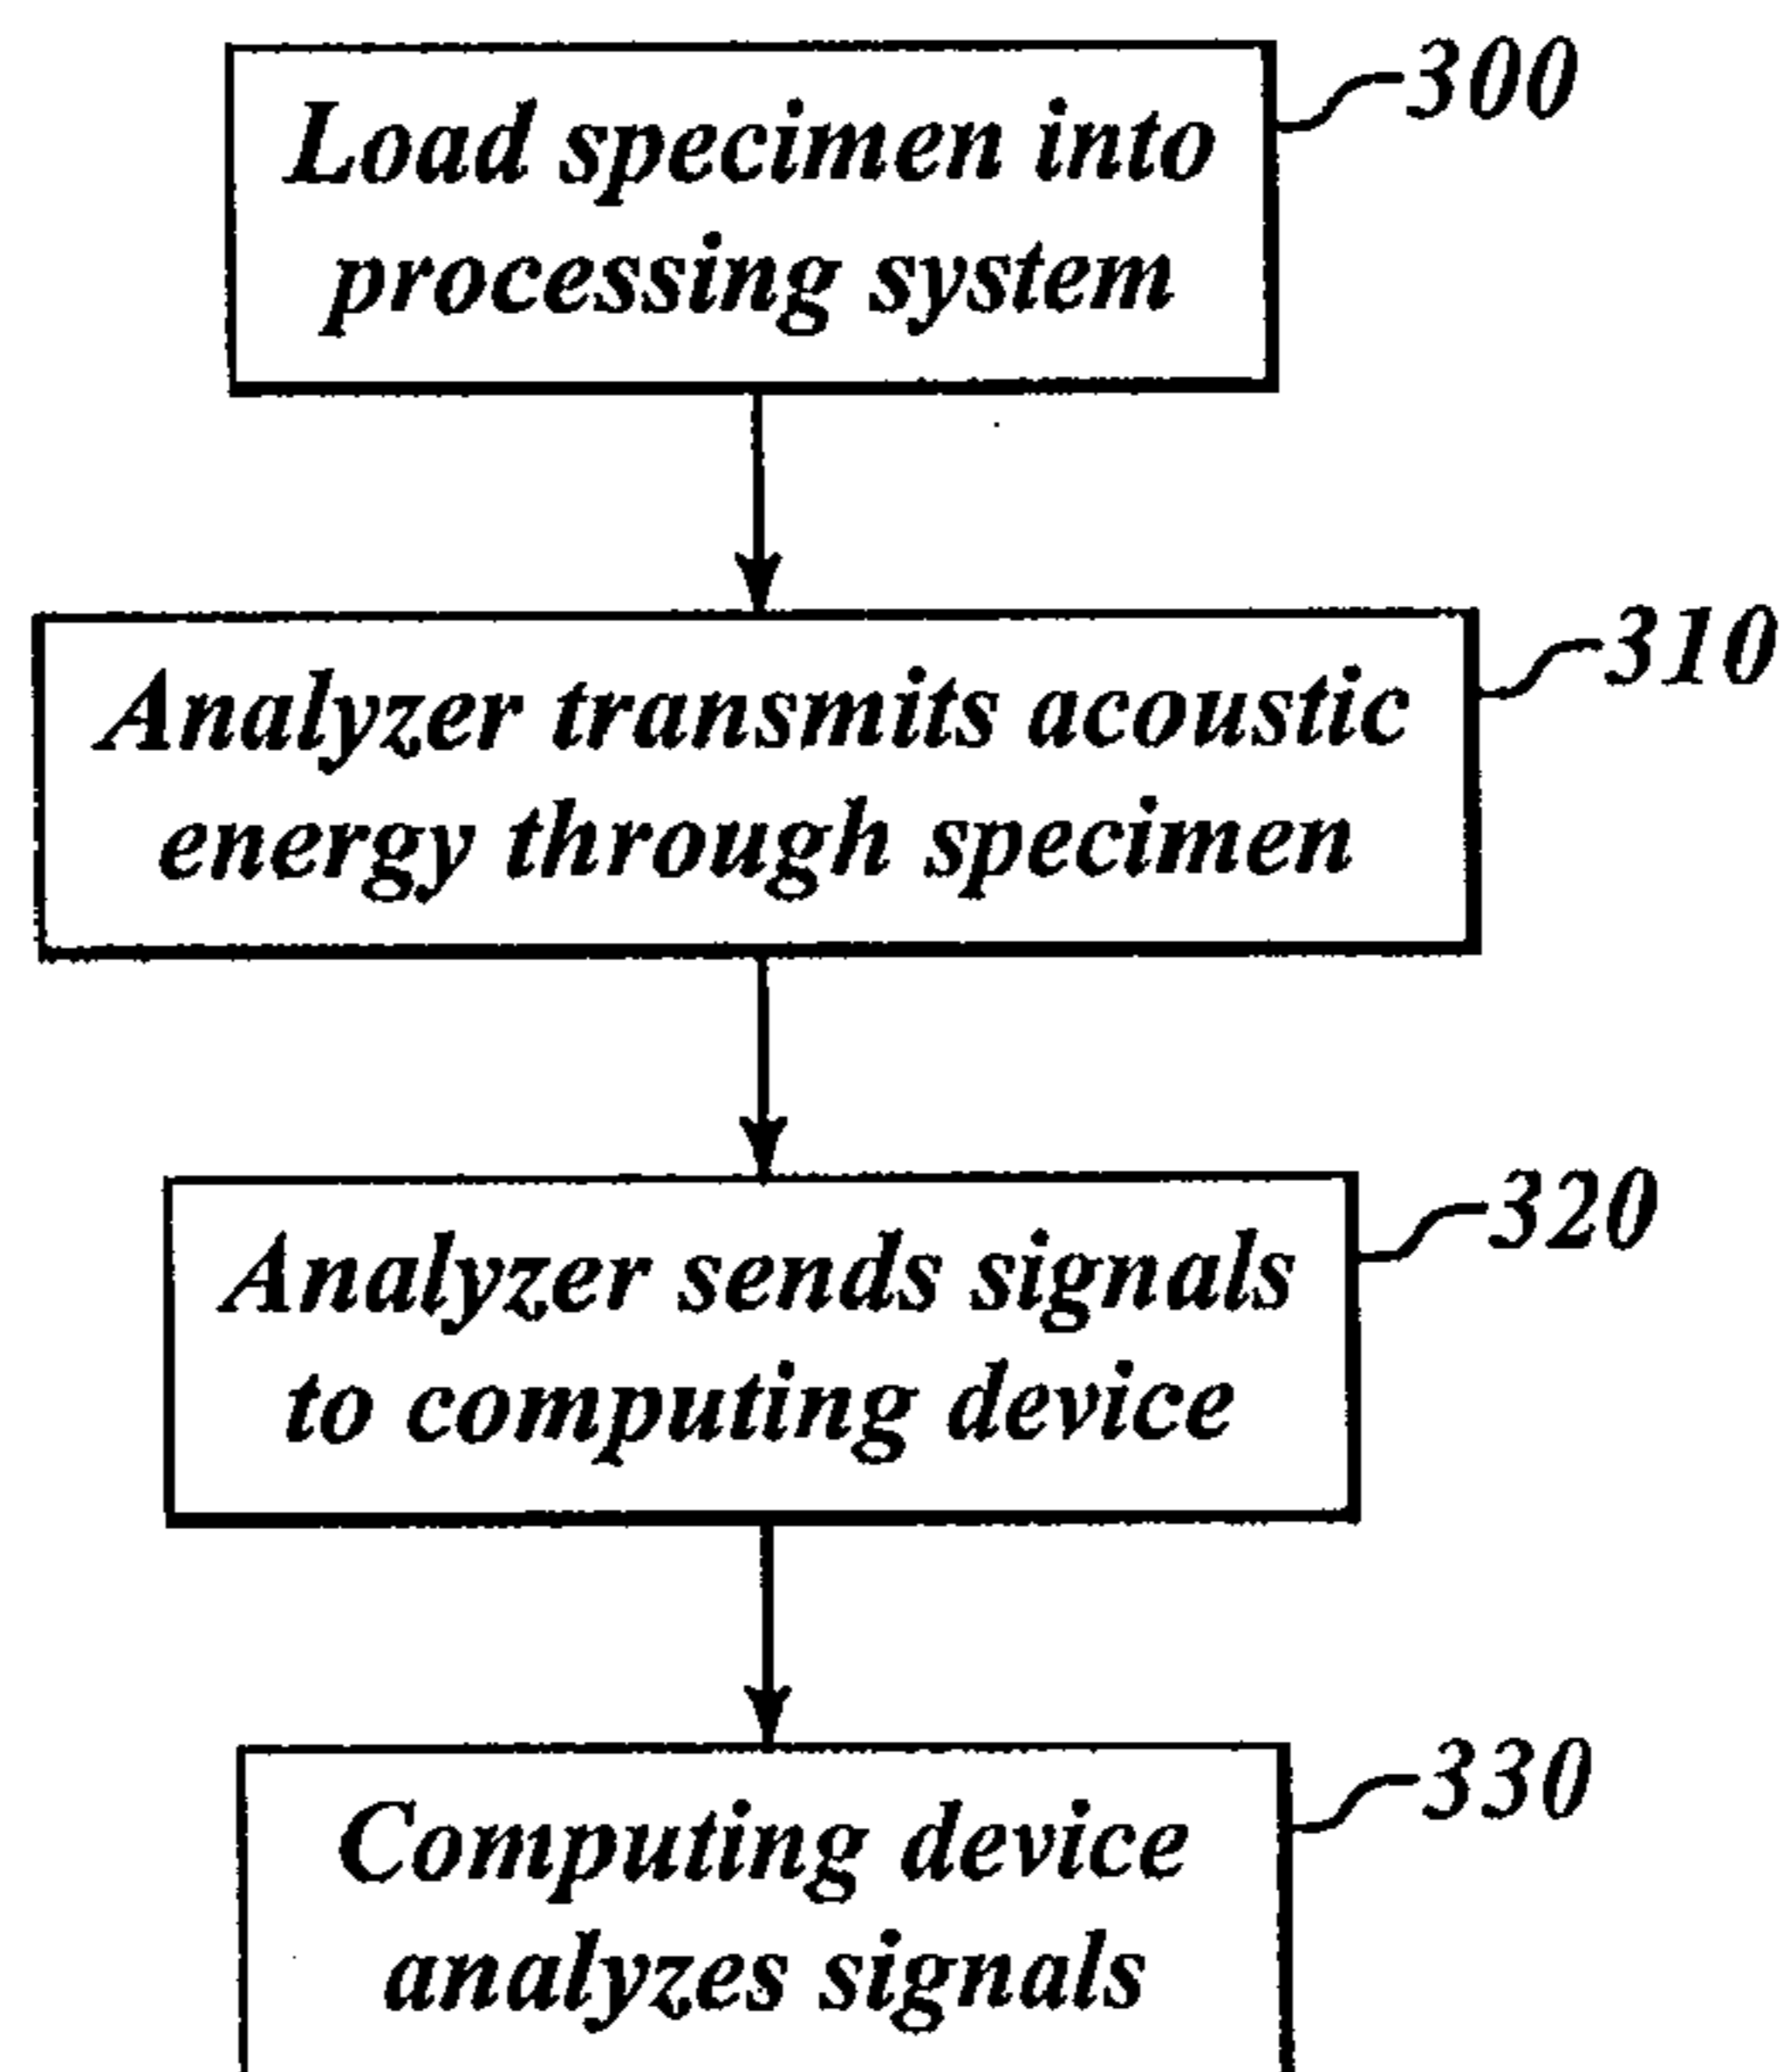 Load specimen into
processing system
300
Analyzer transmits acoustic
energy through specimen
310
Analyzer sends signals
to computing device
320
Computing device
analyzes signals
330